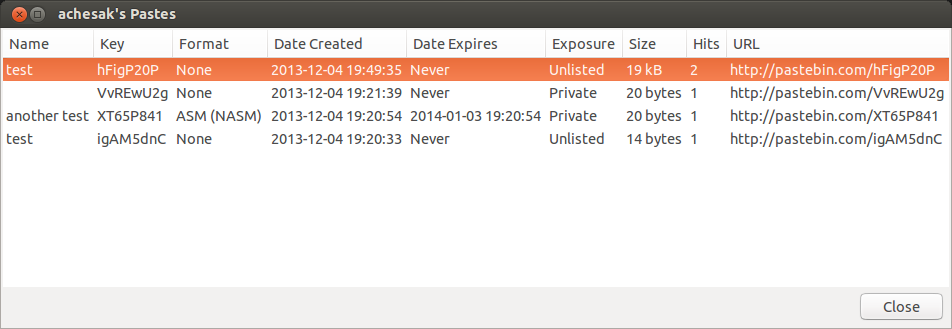 achesak's Pastes
Name Key Format Date Created Date Expires Exposure Size Hits URL
test hFigP20P None 2013-12-04 19:49:35 Never Unlisted 19 kB 2 http://pastebin.com/hFigP20P
VvREwU2g None 2013-12-04 19:21:39 Never Private 20 bytes 1 http://pastebin.com/VvREwU2g
another test XT65P841 ASM (NASM) 2013-12-04 19:20:54 2014-01-03 19:20:54 Private 20 bytes 1 http://pastebin.com/XT65P841
test igAM5dnC None 2013-12-04 19:20:33 Never Unlisted 14 bytes 1 http://pastebin.com/igAM5dnC
Close